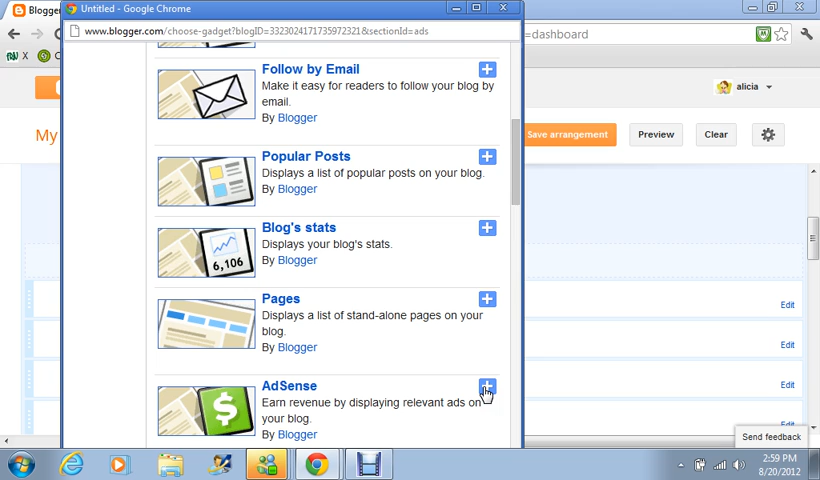 Untitled - Google Chrome
www.blogger.com/choose-gadget?blogID=3323024171735972321&sectionId=ads
Blogger
=dashboard
X
alicia
My
Save arrangement
Preview
Clear
Follow by Email
Make it easy for readers to follow your blog by
email.
By Blogger
Popular Posts
Displays a list of popular posts on your blog.
By Blogger
Blog's stats
Displays your blog's stats.
6,106
By Blogger
Pages
Displays a list of stand-alone pages on your
blog.
By Blogger
AdSense
Earn revenue by displaying relevant ads on
your blog.
By Blogger
Edit
Edit
Edit
Edit
Send feedback
2:59 PM
8/20/2012